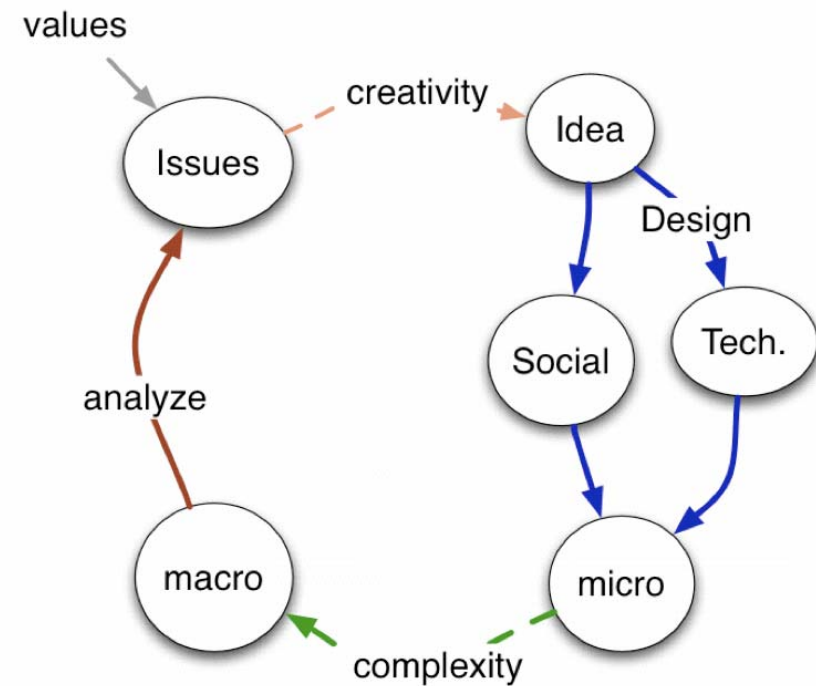 values
creativity
Idea
Issues
Design
Social
Tech.
analyze
macro
micro
complexity